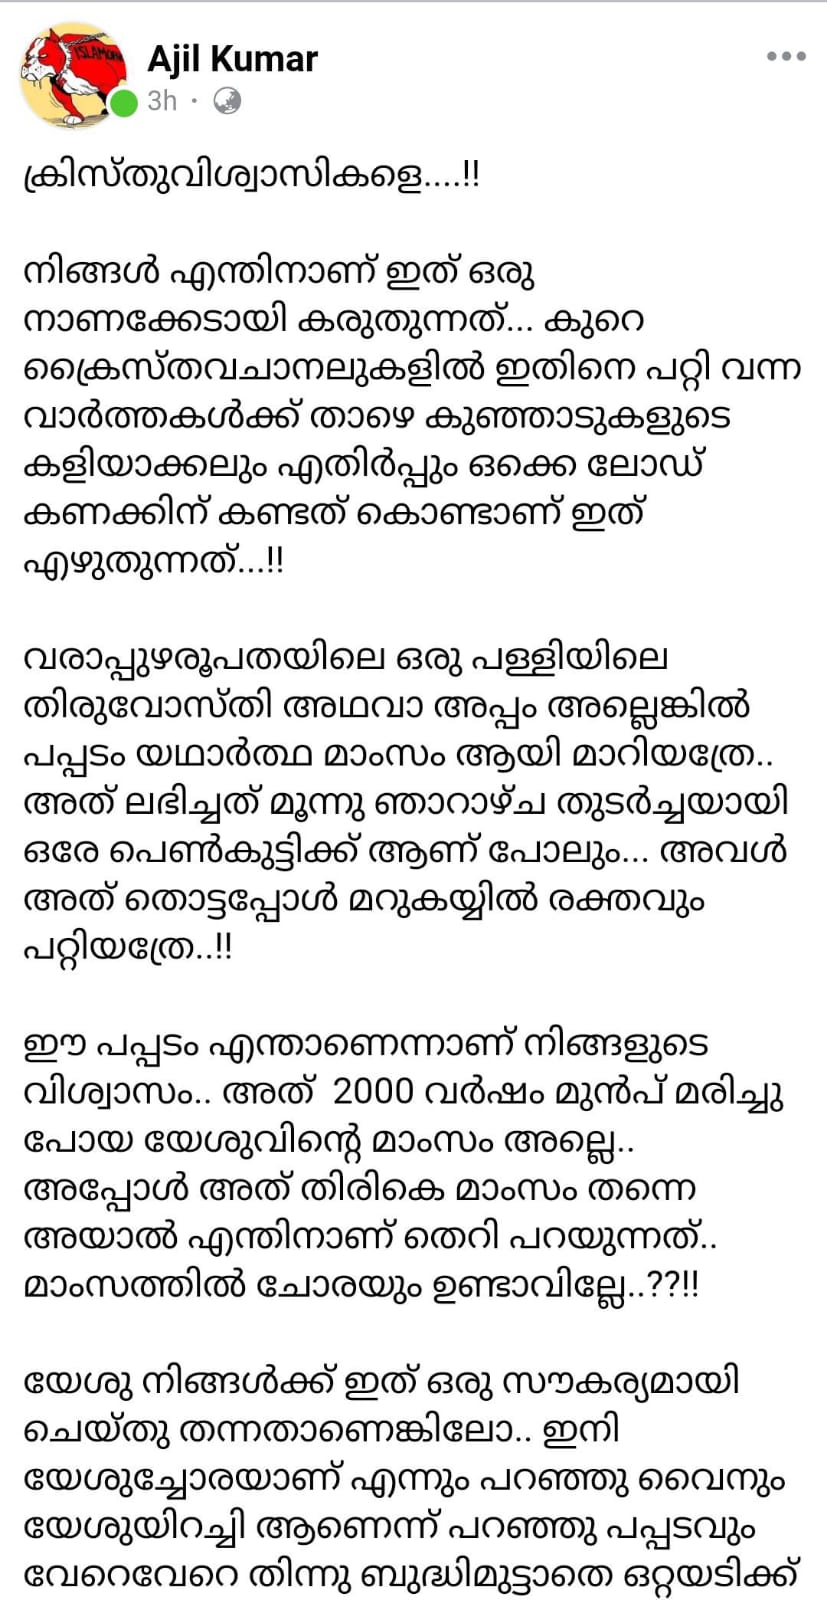 Ajil Kumar
3h ·
ക്രിസ്തുവിശ്വാസികളെ....!!
നിങ്ങൾ എന്തിനാണ് ഇത് ഒരു
നാണക്കേടായി കരുതുന്നത്... കുറെ
ക്രൈസ്തവചാനലുകളിൽ ഇതിനെ പറ്റി വന്ന
വാർത്തകൾക്ക് താഴെ കുഞ്ഞാടുകളുടെ
കളിയാക്കലും എതിർപ്പും ഒക്കെ ലോഡ്
കണക്കിന് കണ്ടത് കൊണ്ടാണ് ഇത്
എഴുതുന്നത്...!!
വരാപ്പുഴരൂപതയിലെ ഒരു പള്ളിയിലെ
തിരുവോസ്തി അഥവാ അപ്പം അല്ലെങ്കിൽ
പപ്പടം യഥാർത്ഥ മാംസം ആയി മാറിയത്രേ..
അത് ലഭിച്ചത് മൂന്നു ഞാറാഴ്ച തുടർച്ചയായി
ഒരേ പെൺകുട്ടിക്ക് ആണ് പോലും... അവൾ
അത് തൊട്ടപ്പോൾ മറുകയ്യിൽ രക്തവും
പറ്റിയത്രേ..!!
ഈ പപ്പടം എന്താണെന്നാണ് നിങ്ങളുടെ
വിശ്വാസം.. അത് 2000 വർഷം മുൻപ് മരിച്ചു
പോയ യേശുവിന്റെ മാംസം അല്ലെ..
അപ്പോൾ അത് തിരികെ മാംസം തന്നെ
അയാൽ എന്തിനാണ് തെറി പറയുന്നത്..
മാംസത്തിൽ ചോരയും ഉണ്ടാവില്ലേ..??!!
യേശു നിങ്ങൾക്ക് ഇത് ഒരു സൗകര്യമായി
ചെയ്തു തന്നതാണെങ്കിലോ.. ഇനി
യേശുച്ചോരയാണ് എന്നും പറഞ്ഞു വൈനും
യേശുയിറച്ചി ആണെന്ന് പറഞ്ഞു പപ്പടവും
വേറെവേറെ തിന്നു ബുദ്ധിമുട്ടാതെ ഒറ്റയടിക്ക്